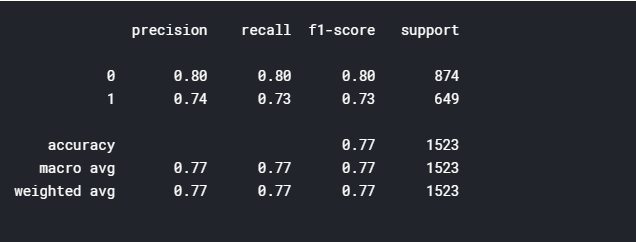 precision recall f1-score support
0 0.80 0.80 0.80 874
1 0.74 0.73 0.73 649
accuracy 0.77 1523
macro avg 0.77 0.77 0.77 1523
weighted avg 0.77 0.77 0.77 1523